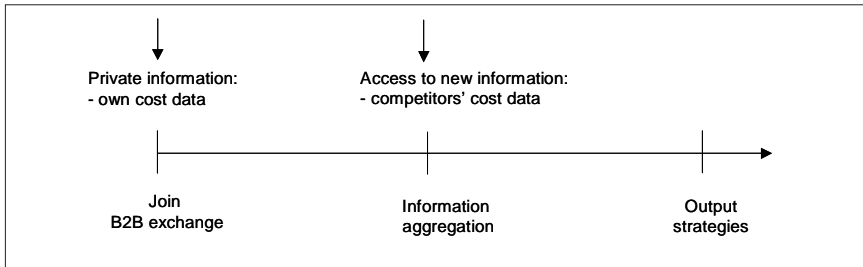 Private information:
- own cost data
Access to new information:
- competitors' cost data
Join
B2B exchange
Information
aggregation
Output
strategies